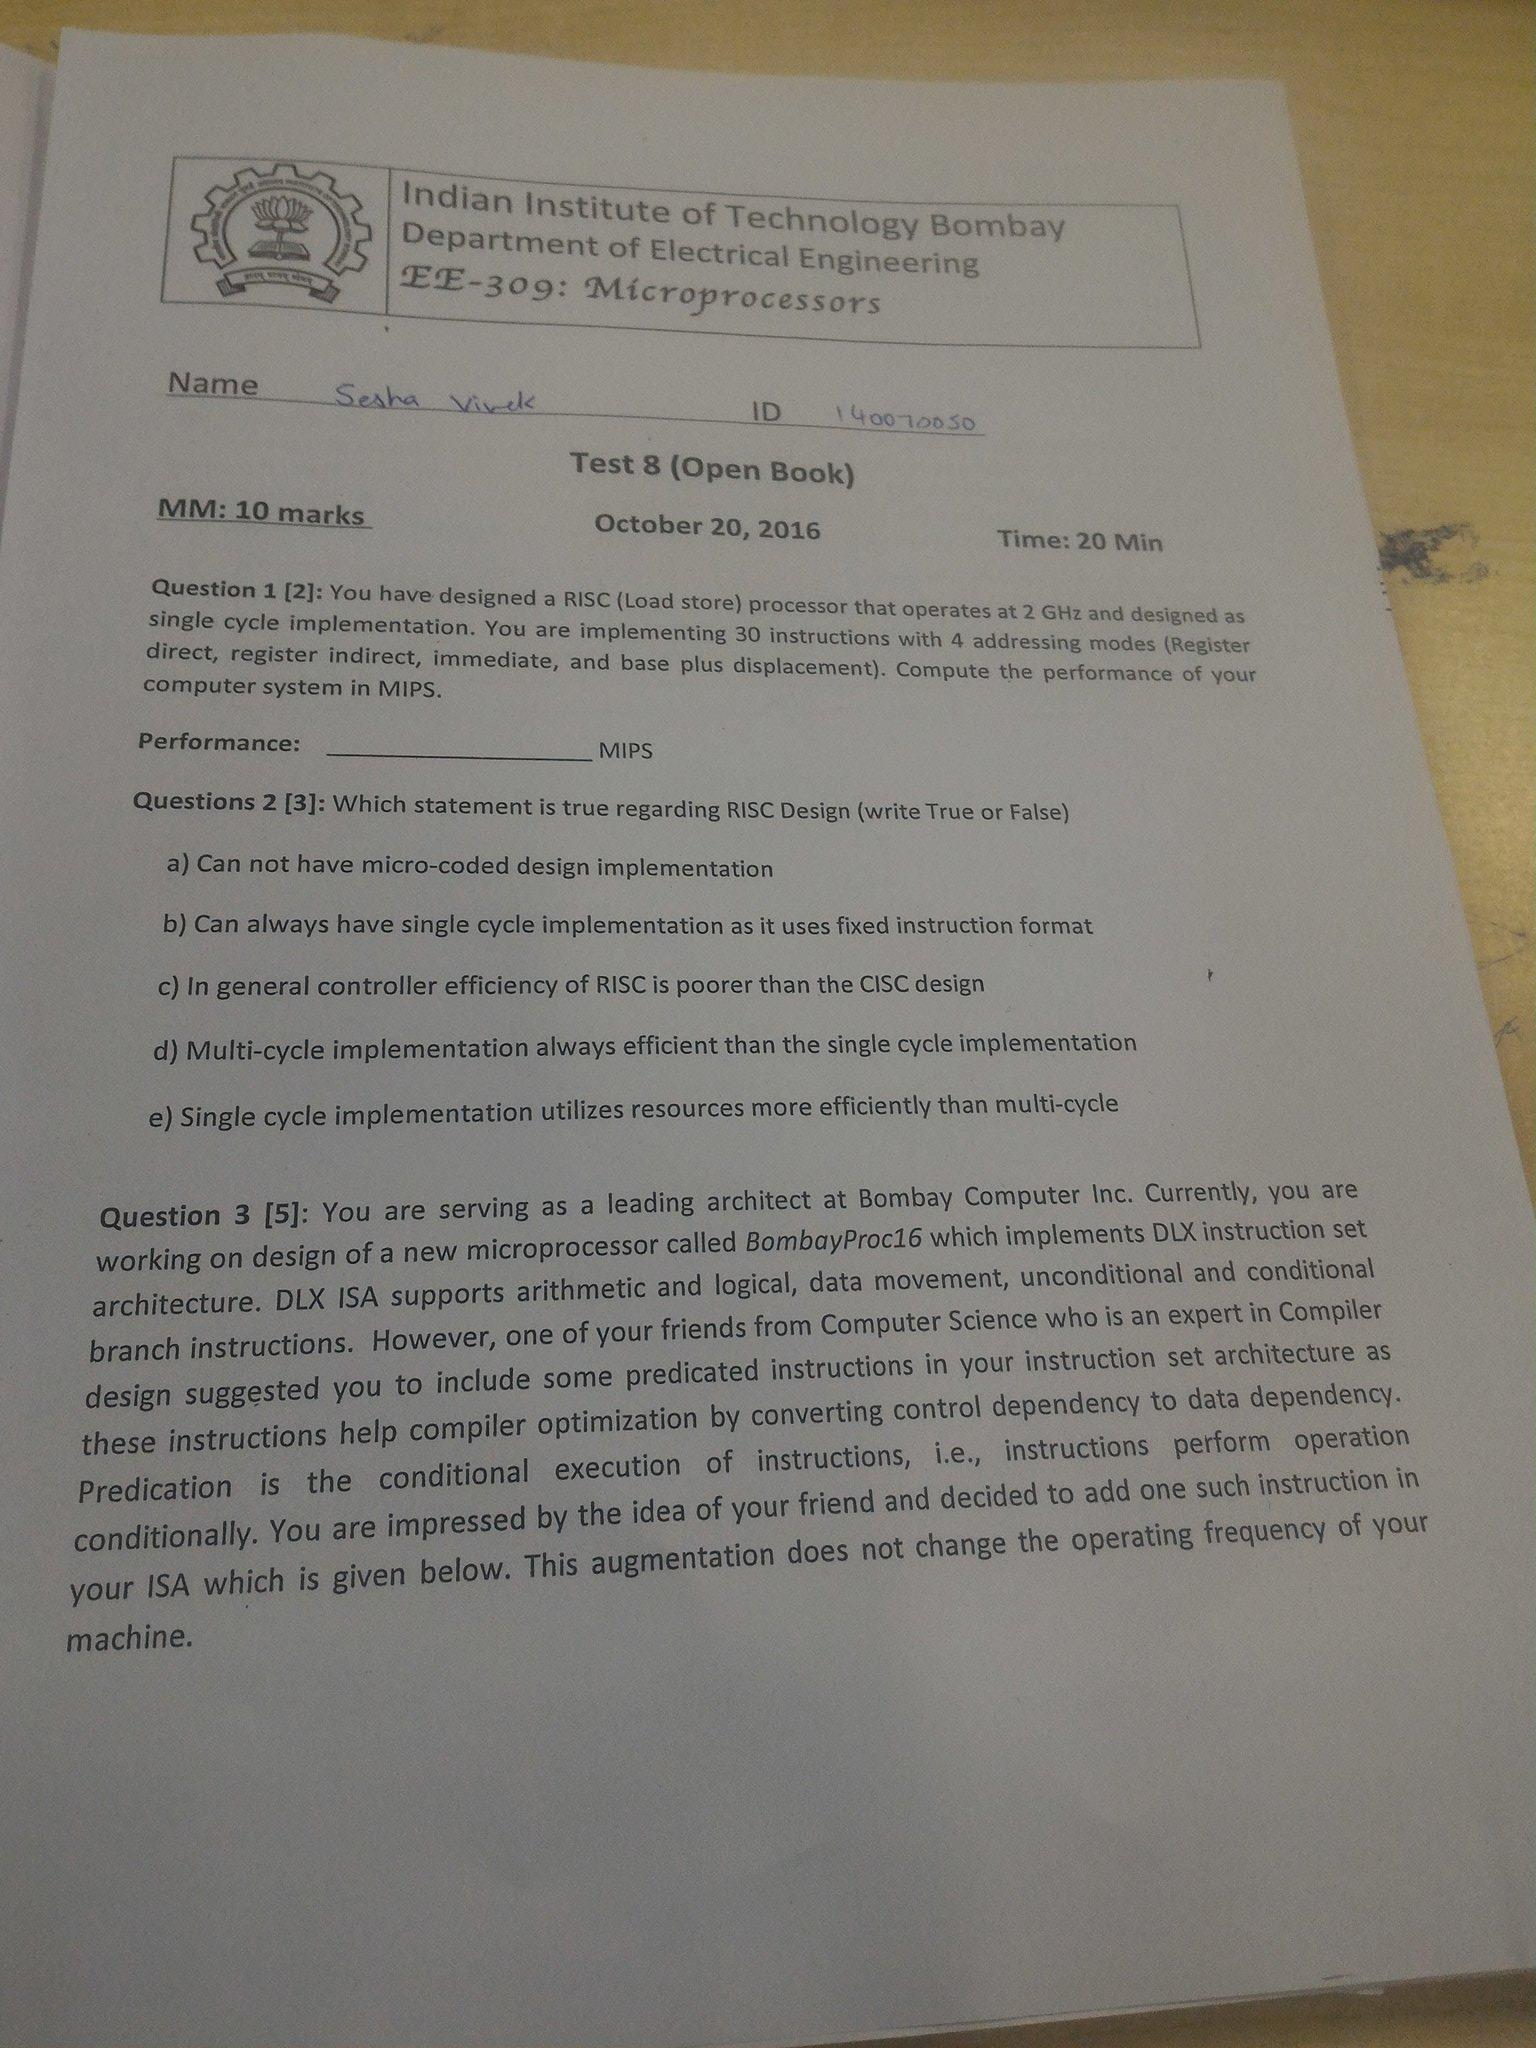 Indian Institute of Technology Bombay
Department of Electrical Engineering
EE-309: Microprocessors
Name Sesha Vivek ID 140070050
Test 8 (Open Book)
MM: 10 marks October 20, 2016 Time: 20 Min
Question 1 [2]: You have designed a RISC (Load store) processor that operates at 2 GHz and designed as
single cycle implementation. You are implementing 30 instructions with 4 addressing modes (Register
direct, register indirect, immediate, and base plus displacement). Compute the performance of your
computer system in MIPS.
Performance: ____________________ MIPS
Questions 2 [3]: Which statement is true regarding RISC Design (write True or False)
a) Can not have micro-coded design implementation
b) Can always have single cycle implementation as it uses fixed instruction format
c) In general controller efficiency of RISC is poorer than the CISC design
d) Multi-cycle implementation always efficient than the single cycle implementation
e) Single cycle implementation utilizes resources more efficiently than multi-cycle
Question 3 [5]: You are serving as a leading architect at Bombay Computer Inc. Currently, you are
working on design of a new microprocessor called BombayProc16 which implements DLX instruction set
architecture. DLX ISA supports arithmetic and logical, data movement, unconditional and conditional
branch instructions. However, one of your friends from Computer Science who is an expert in Compiler
design suggested you to include some predicated instructions in your instruction set architecture as
these instructions help compiler optimization by converting control dependency to data dependency.
Predication is the conditional execution of instructions, i.e., instructions perform operation
conditionally. You are impressed by the idea of your friend and decided to add one such instruction in
your ISA which is given below. This augmentation does not change the operating frequency of your
machine.